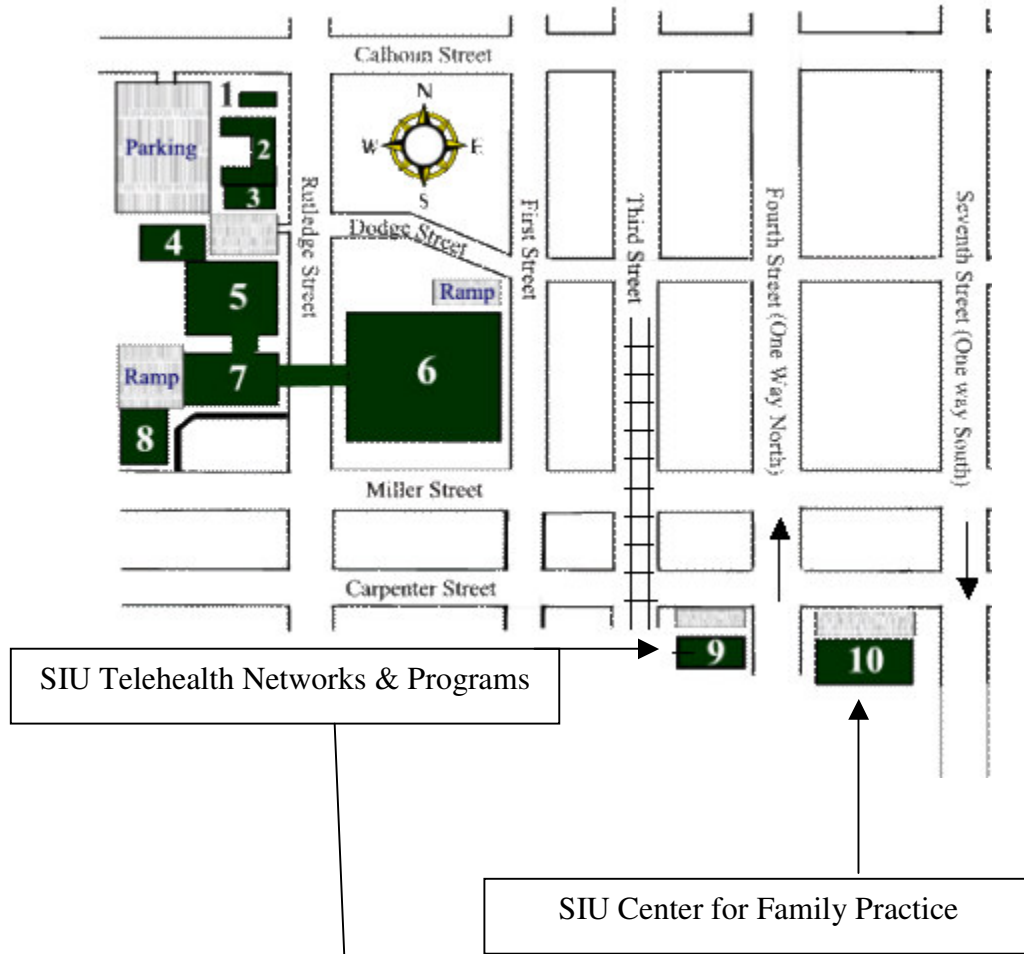 Calhoun Street
1
N
Parking
2
W
E
3
S
Rutledge Street
First Street
Third Street
Fourth Street (One Way North)
Seventh Street (One way South)
Dodge Street
4
5
Ramp
Ramp
7
6
8
Miller Street
Carpenter Street
9
10
SIU Telehealth Networks & Programs
SIU Center for Family Practice